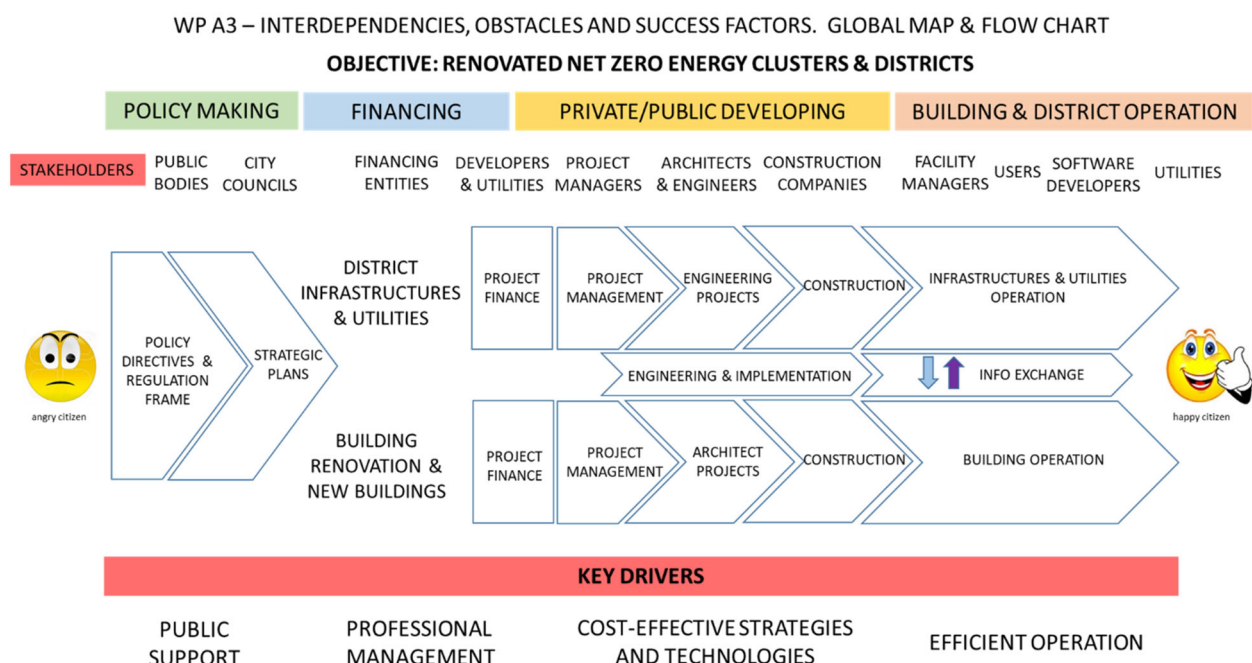 WP A3 – INTERDEPENDENCIES, OBSTACLES AND SUCCESS FACTORS. GLOBAL MAP & FLOW CHART
OBJECTIVE: RENOVATED NET ZERO ENERGY CLUSTERS & DISTRICTS
POLICY MAKING
FINANCING
PRIVATE/PUBLIC DEVELOPING
BUILDING & DISTRICT OPERATION
STAKEHOLDERS
PUBLIC
BODIES
CITY
COUNCILS
FINANCING
ENTITIES
DEVELOPERS
& UTILITIES
PROJECT
MANAGERS
ARCHITECTS
& ENGINEERS
CONSTRUCTION
COMPANIES
FACILITY
MANAGERS
USERS
SOFTWARE
DEVELOPERS
UTILITIES
angry citizen
POLICY
DIRECTIVES &
REGULATION
FRAME
STRATEGIC
PLANS
DISTRICT
INFRASTRUCTURES
& UTILITIES
PROJECT
FINANCE
PROJECT
MANAGEMENT
ENGINEERING
PROJECTS
CONSTRUCTION
INFRASTRUCTURES & UTILITIES
OPERATION
ENGINEERING & IMPLEMENTATION
INFO EXCHANGE
happy citizen
BUILDING
RENOVATION &
NEW BUILDINGS
PROJECT
FINANCE
PROJECT
MANAGEMENT
ARCHITECT
PROJECTS
CONSTRUCTION
BUILDING OPERATION
KEY DRIVERS
PUBLIC
SUPPORT
PROFESSIONAL
MANAGEMENT
COST-EFFECTIVE STRATEGIES
AND TECHNOLOGIES
EFFICIENT OPERATION